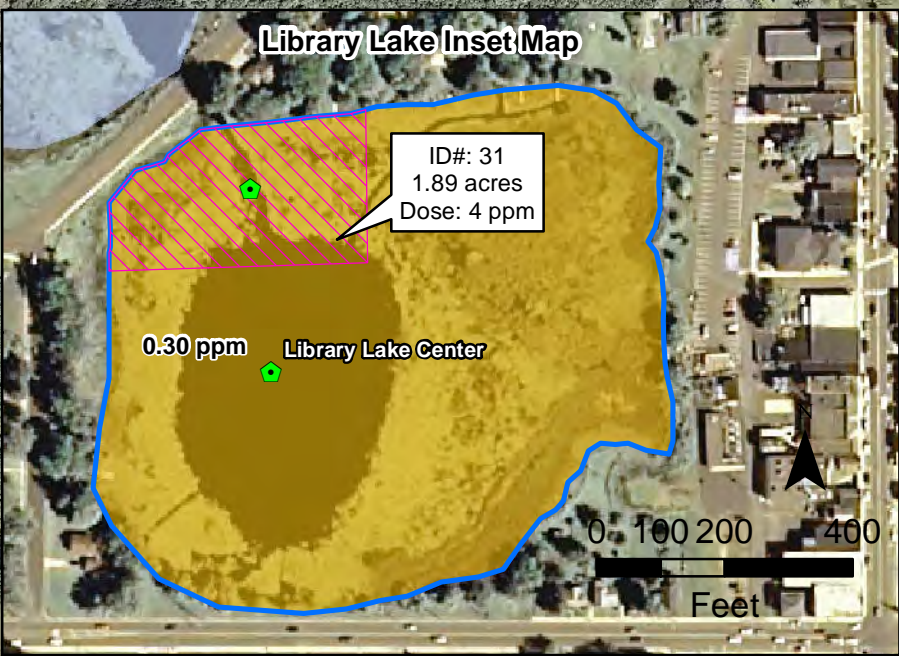 Library Lake Inset Map
ID#: 31
1.89 acres
Dose: 4 ppm
0.30 ppm
Library Lake Center
N
0 100 200 400
Feet